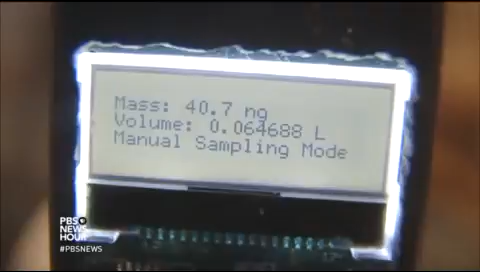 Mass: 40.7 ng
Volume: 0.064688 L
Manual Sampling Mode
PBS
NEWS
HOUR
#PBSNEWS